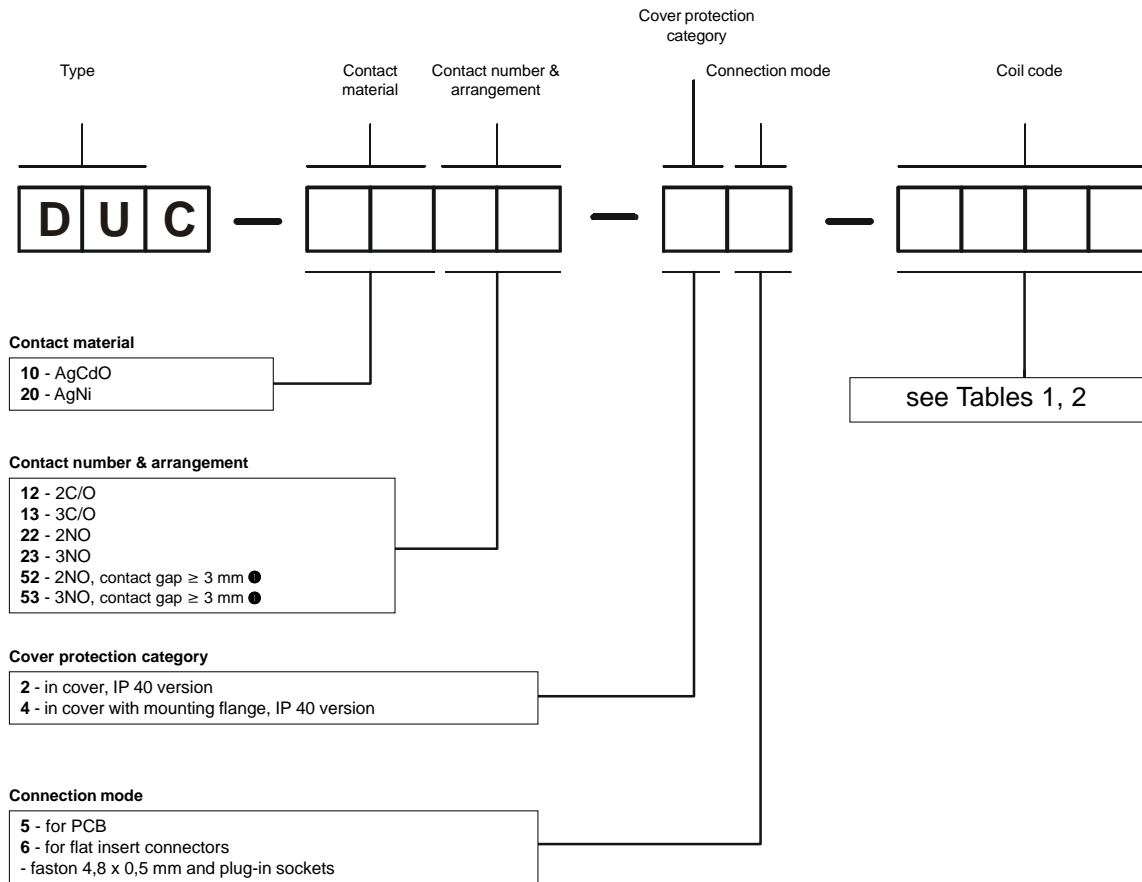 Cover protection
category
Type
Contact
material
Contact number &
arrangement
Connection mode
Coil code
D U C
Contact material
10 - AgCdO
20 - AgNi
see Tables 1, 2
Contact number & arrangement
12 - 2C/O
13 - 3C/O
22 - 2NO
23 - 3NO
52 - 2NO, contact gap ≥ 3 mm ❶
53 - 3NO, contact gap ≥ 3 mm ❶
Cover protection category
2 - in cover, IP 40 version
4 - in cover with mounting flange, IP 40 version
Connection mode
5 - for PCB
6 - for flat insert connectors
- faston 4,8 x 0,5 mm and plug-in sockets